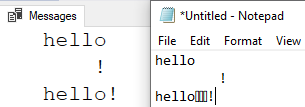 Messages
hello
!
hello!
*Untitled - Notepad
File Edit Format View
hello
!
hello▯▯▯!